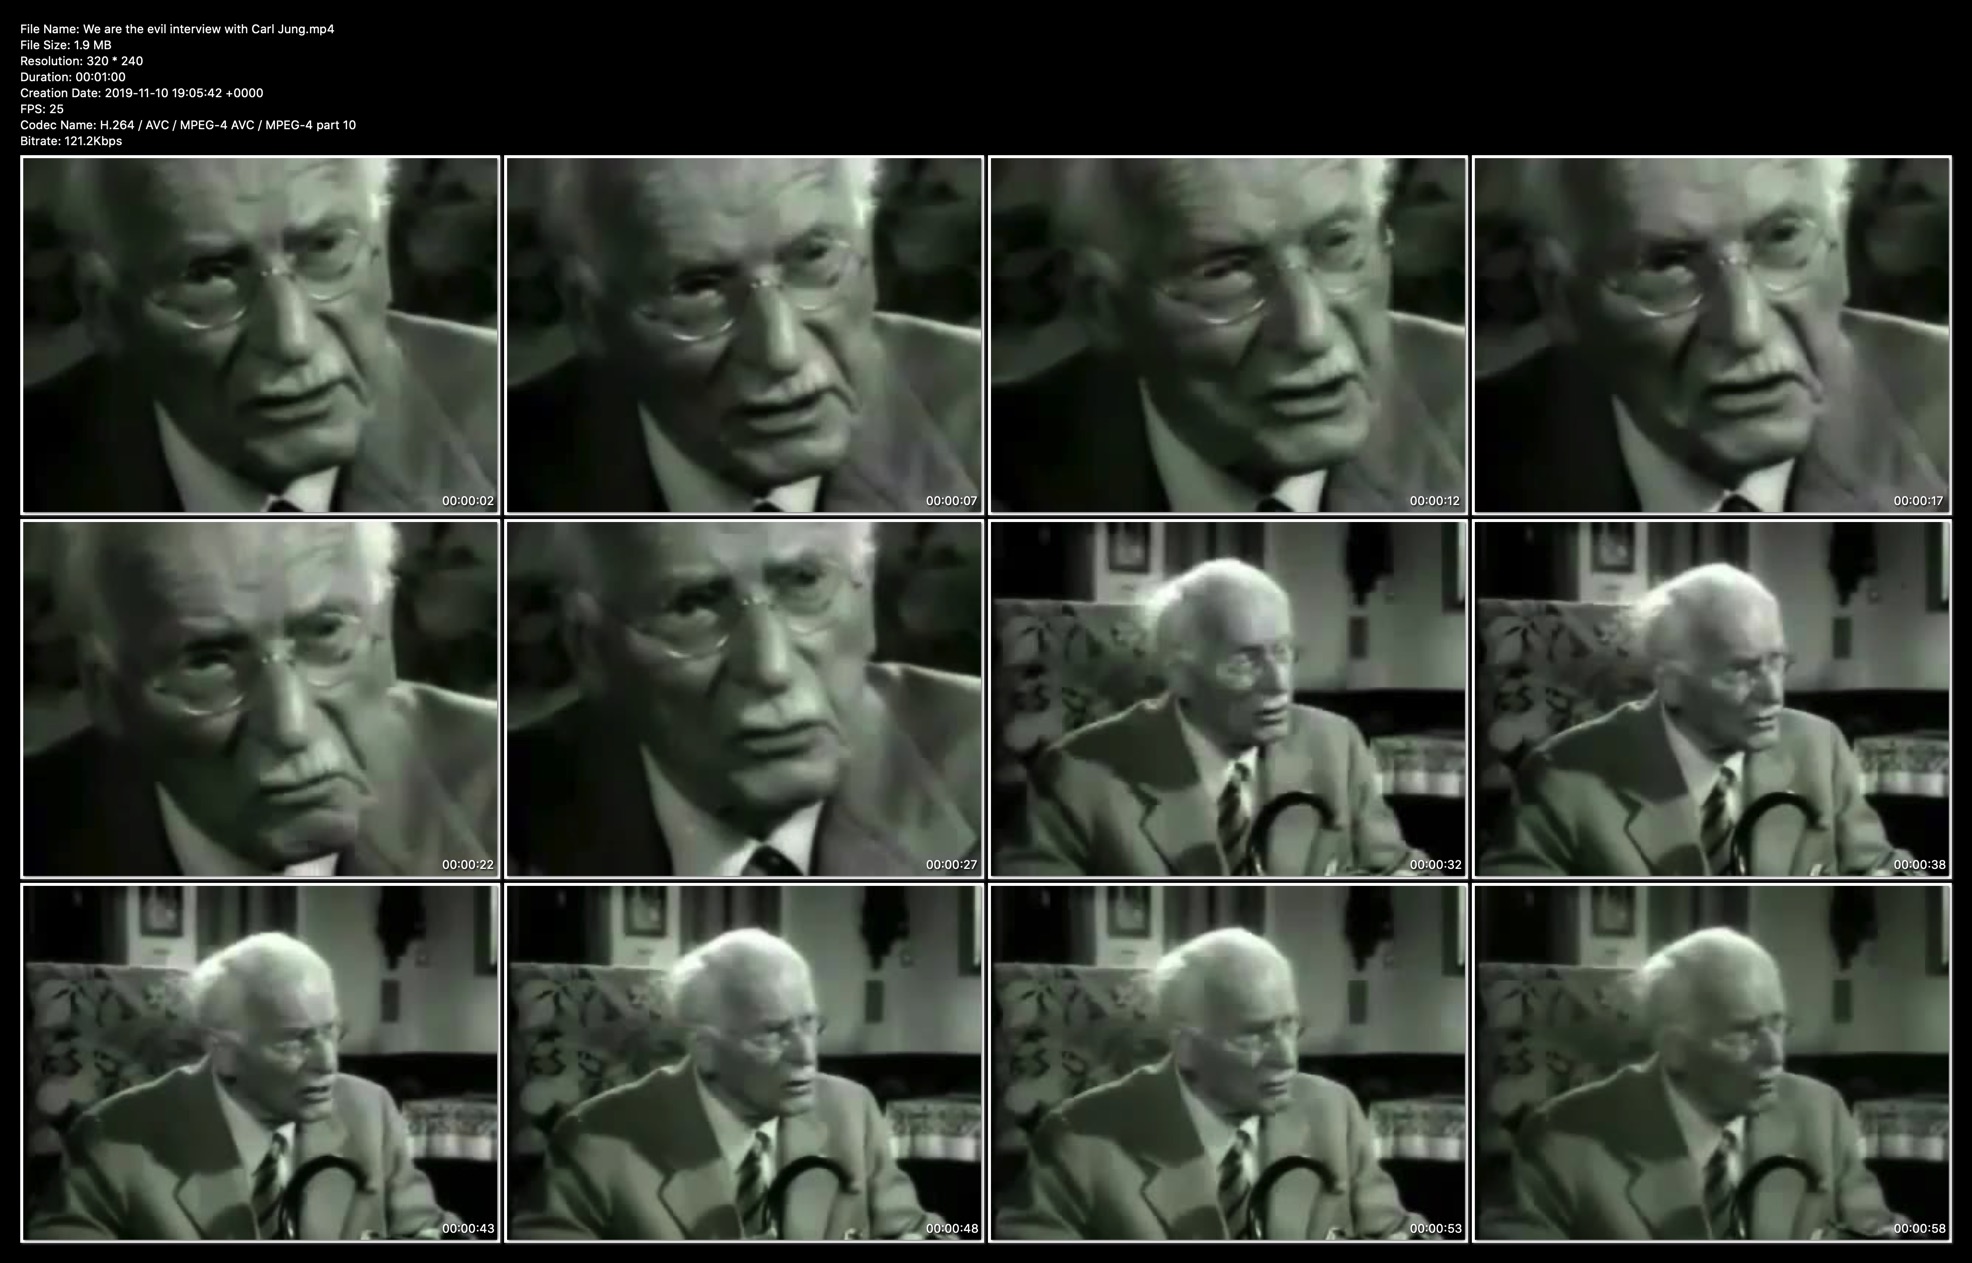 File Name: We are the evil interview with Carl Jung.mp4
File Size: 1.9 MB
Resolution: 320 * 240
Duration: 00:01:00
Creation Date: 2019-11-10 19:05:42 +0000
FPS: 25
Codec Name: H.264 / AVC / MPEG-4 AVC / MPEG-4 part 10
Bitrate: 121.2Kbps
00:00:02
00:00:07
00:00:12
00:00:17
00:00:22
00:00:27
00:00:32
00:00:38
00:00:43
00:00:48
00:00:53
00:00:58